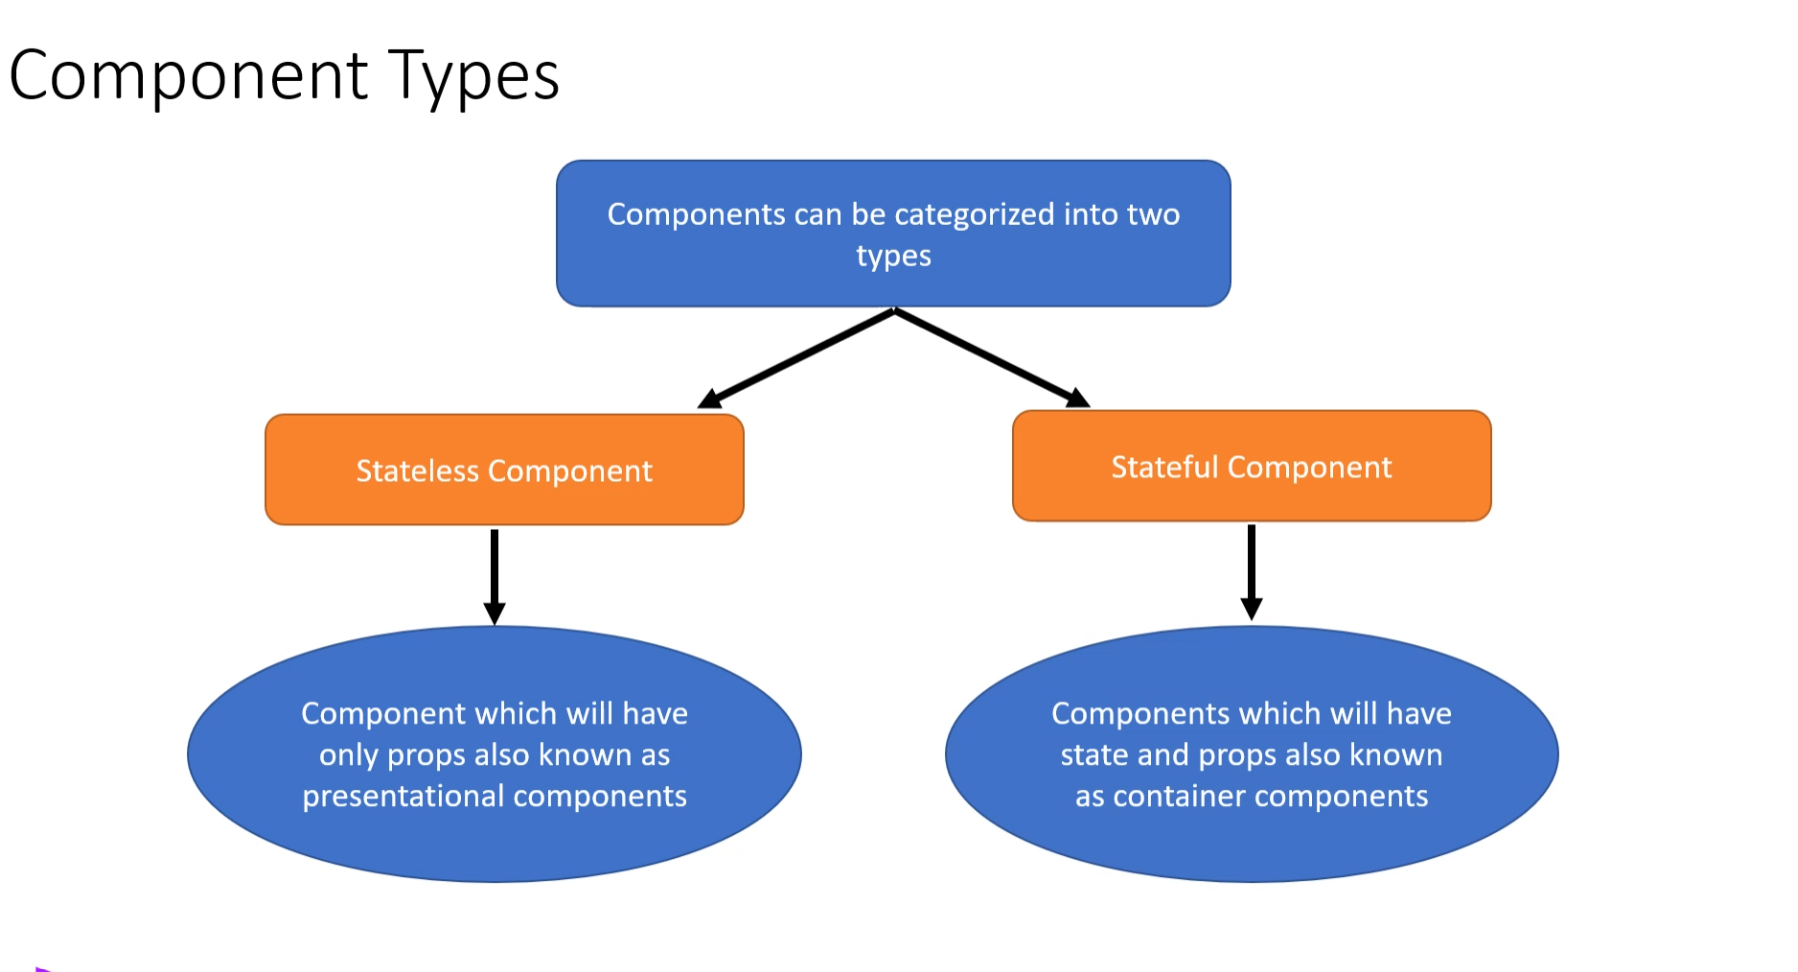 Component Types
Components can be categorized into two
types
Stateless Component
Stateful Component
Component which will have
only props also known as
presentational components
Components which will have
state and props also known
as container components